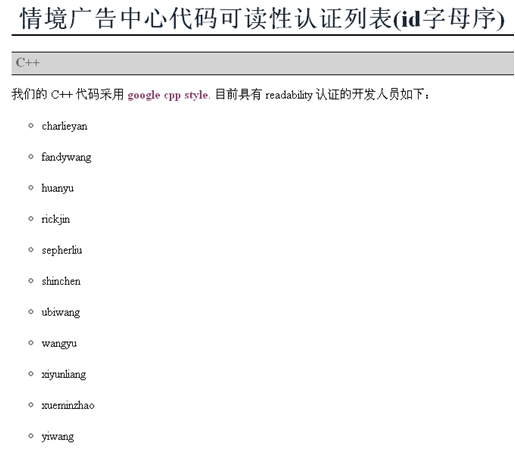 情境广告中心代码可读性认证列表(id字母序)
C++
我们的 C++ 代码采用 google cpp style. 目前具有 readability 认证的开发人员如下：
charlieyan
fandywang
huanyu
rickjin
sepherliu
shinchen
ubiwang
wangyu
xiyunliang
xueminzhao
yiwang